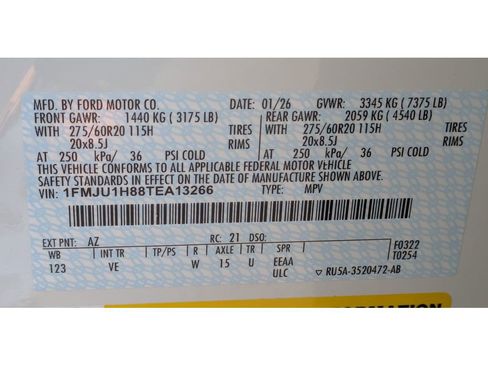 MFD. BY FORD MOTOR CO. DATE: 01/26 GVWR: 3345 KG ( 7375 LB)
FRONT GAWR: 1440 KG ( 3175 LB) REAR GAWR: 2059 KG ( 4540 LB)
WITH 275/60R20 115H TIRES WITH 275/60R20 115H TIRES
20x8.5J RIMS 20x8.5J RIMS
AT 250 kPa/ 36 PSI COLD AT 250 kPa/ 36 PSI COLD
THIS VEHICLE CONFORMS TO ALL APPLICABLE FEDERAL MOTOR VEHICLE
SAFETY STANDARDS IN EFFECT ON THE DATE OF MANUFACTURE SHOWN ABOVE.
VIN: 1FMJU1H88TEA13266 TYPE: MPV
EXT PNT: AZ RC: 21 DSO: F0322
WB INT TR TP/PS R AXLE TR SPR T0254
123 VE W 15 U EEAA
ULC ▽ RU5A-3520472-AB